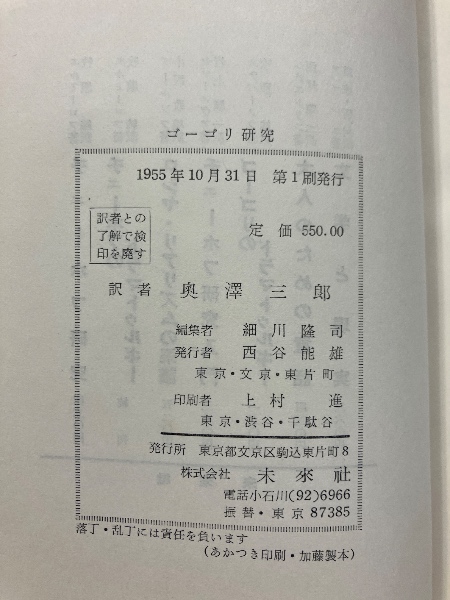 ゴーゴリ研究
1955年10月31日 第1刷発行
訳者との
了解で検
印を廃す
定価 550.00
訳者 奥澤三郎
編集者 細川隆司
発行者 西谷能雄
東京・文京・東片町
印刷者 上村進
東京・渋谷・千駄谷
発行所 東京都文京区駒込東片町8
株式会社 未來社
電話小石川(92)6966
振替・東京 87385
落丁・乱丁には責任を負います
(あかつき印刷・加藤製本)